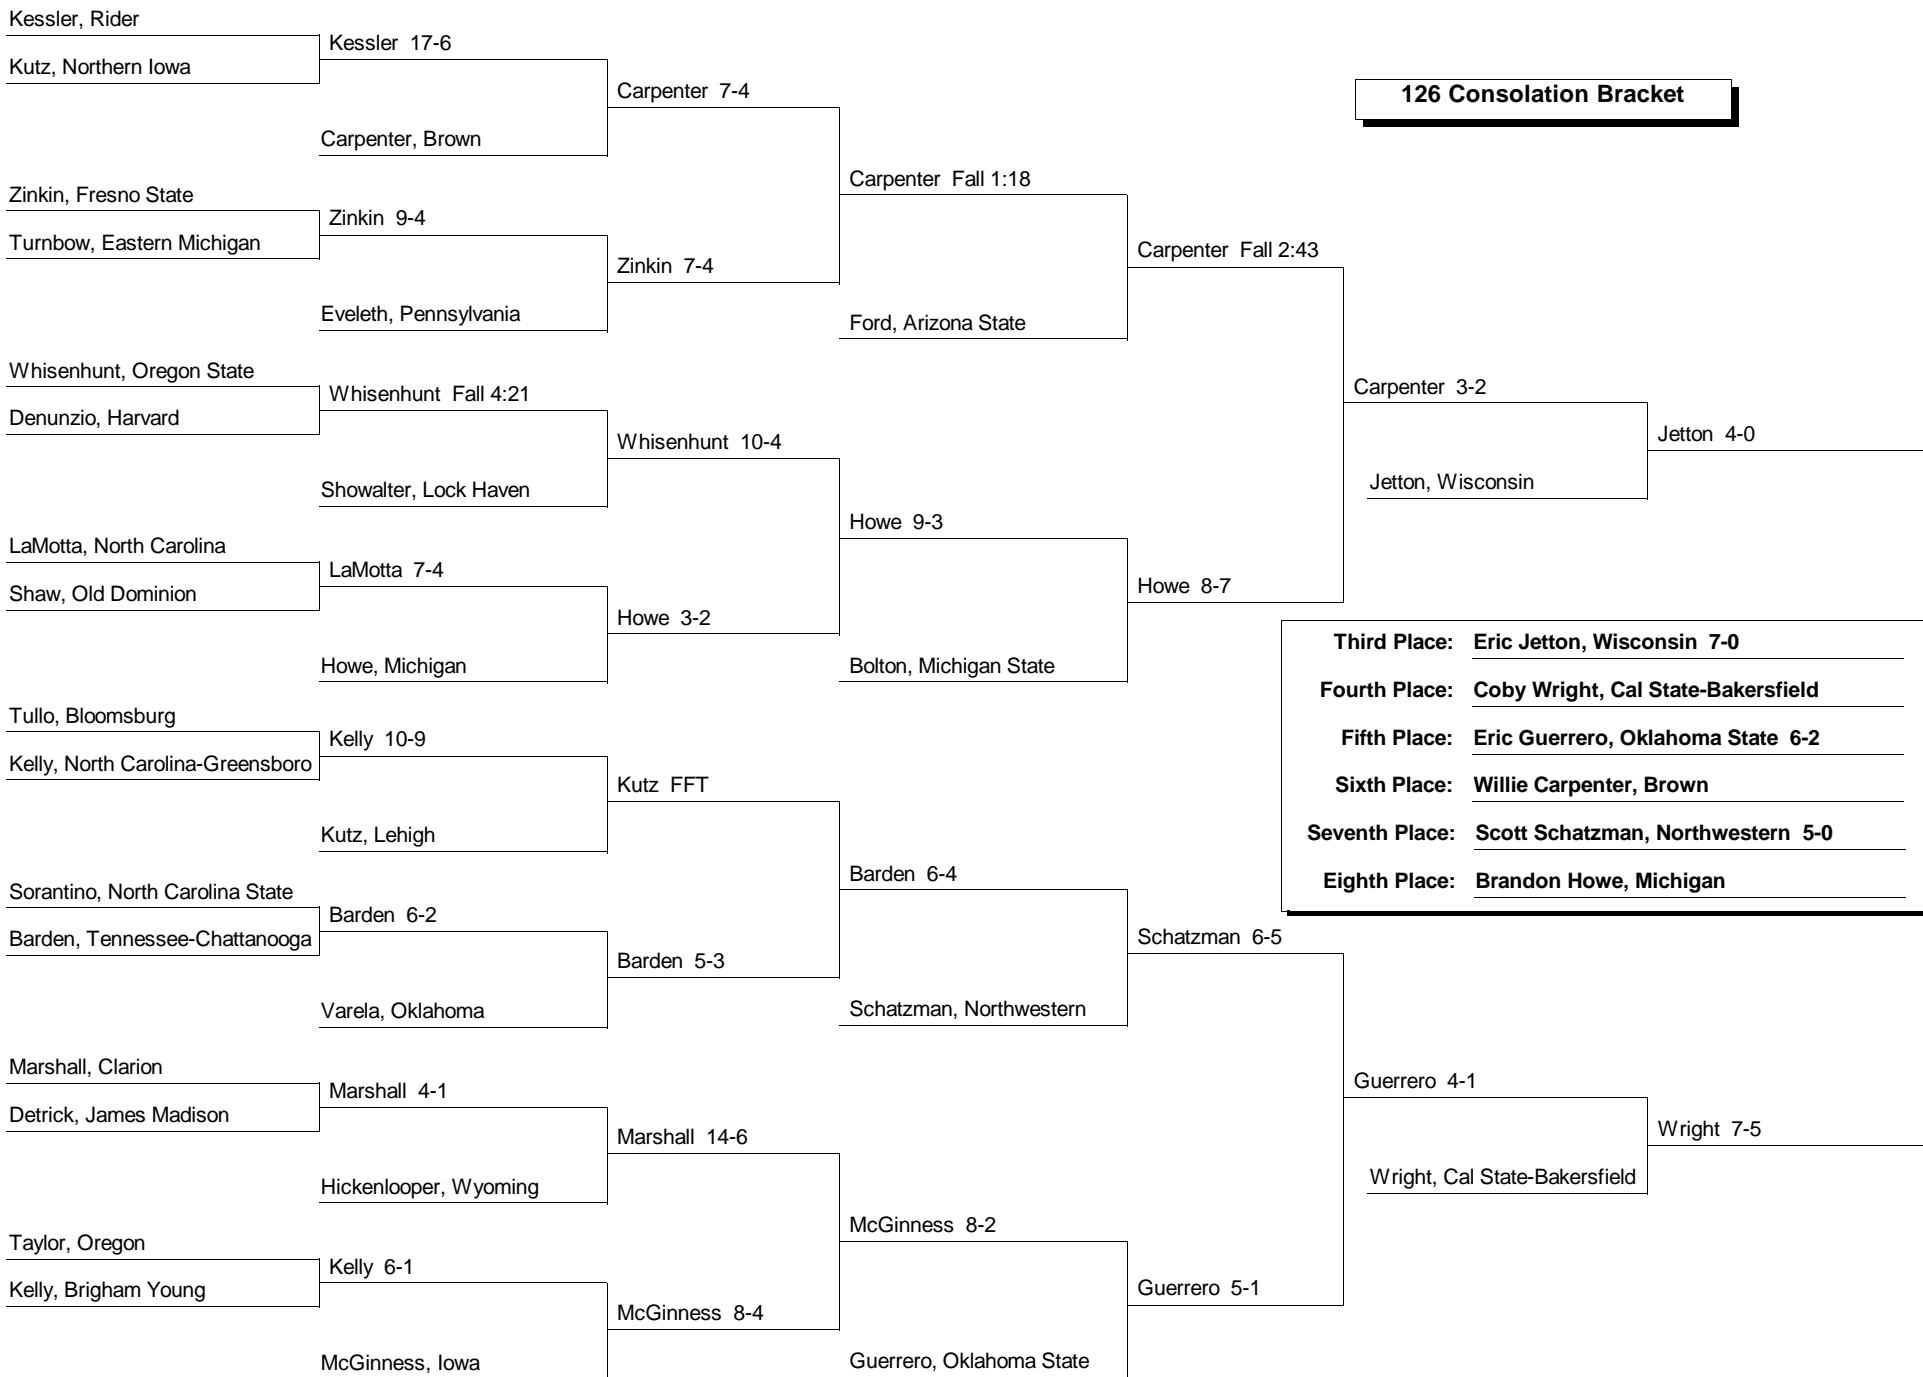 Kessler, Rider
Kessler 17-6
Kutz, Northern Iowa
Carpenter 7-4
126 Consolation Bracket
Carpenter, Brown
Carpenter Fall 1:18
Zinkin, Fresno State
Zinkin 9-4
Turnbow, Eastern Michigan
Carpenter Fall 2:43
Zinkin 7-4
Eveleth, Pennsylvania
Ford, Arizona State
Whisenhunt, Oregon State
Whisenhunt Fall 4:21
Carpenter 3-2
Denunzio, Harvard
Whisenhunt 10-4
Jetton 4-0
Showalter, Lock Haven
Jetton, Wisconsin
Howe 9-3
LaMotta, North Carolina
LaMotta 7-4
Shaw, Old Dominion
Howe 8-7
Howe 3-2
Howe, Michigan
Bolton, Michigan State
Third Place: Eric Jetton, Wisconsin 7-0
Fourth Place: Coby Wright, Cal State-Bakersfield
Fifth Place: Eric Guerrero, Oklahoma State 6-2
Sixth Place: Willie Carpenter, Brown
Seventh Place: Scott Schatzman, Northwestern 5-0
Eighth Place: Brandon Howe, Michigan
Tullo, Bloomsburg
Kelly 10-9
Kelly, North Carolina-Greensboro
Kutz FFT
Kutz, Lehigh
Barden 6-4
Sorantino, North Carolina State
Barden 6-2
Barden, Tennessee-Chattanooga
Schatzman 6-5
Barden 5-3
Varela, Oklahoma
Schatzman, Northwestern
Marshall, Clarion
Marshall 4-1
Guerrero 4-1
Detrick, James Madison
Marshall 14-6
Wright 7-5
Hickenlooper, Wyoming
Wright, Cal State-Bakersfield
McGinness 8-2
Taylor, Oregon
Kelly 6-1
Kelly, Brigham Young
Guerrero 5-1
McGinness 8-4
McGinness, Iowa
Guerrero, Oklahoma State